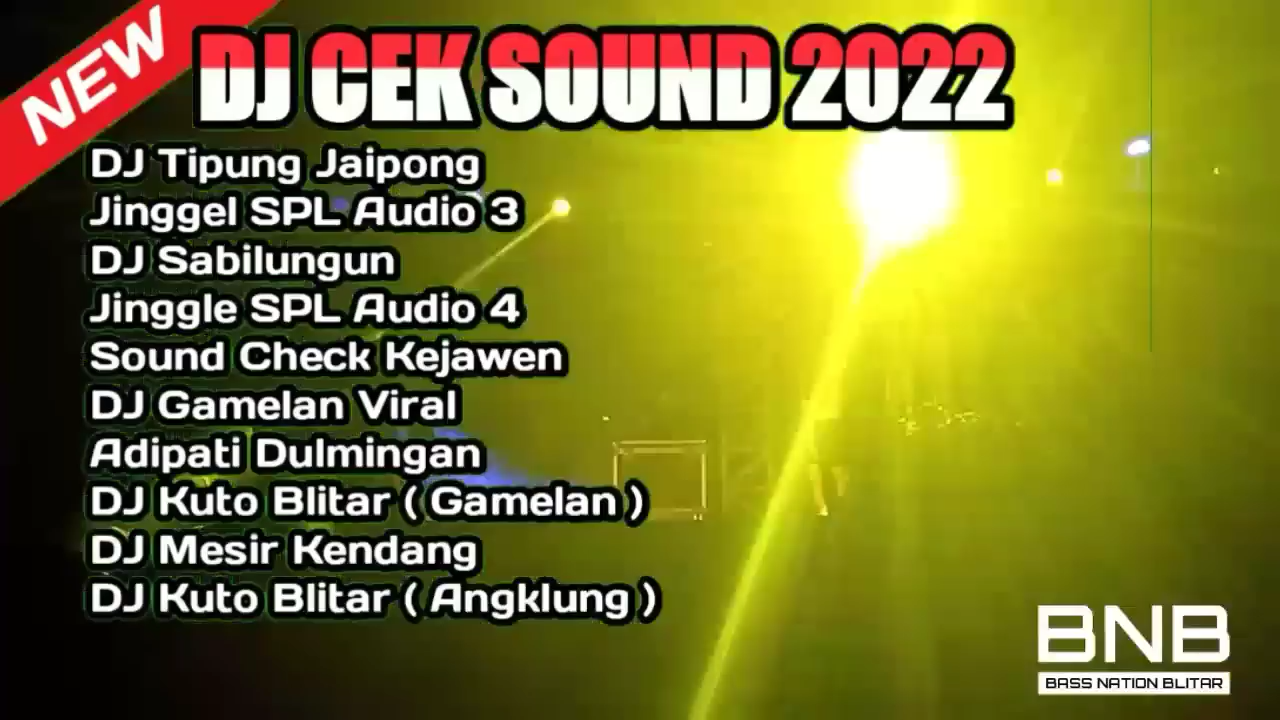 NEW
DJ CEK SOUND 2022
DJ Tipung Jaipong
Jinggel SPL Audio 3
DJ Sabilungun
Jinggle SPL Audio 4
Sound Check Kejawen
DJ Gamelan Viral
Adipati Dulmingan
DJ Kuto Blitar ( Gamelan )
DJ Mesir Kendang
DJ Kuto Blitar ( Angklung )
BNB
BASS NATION BLITAR